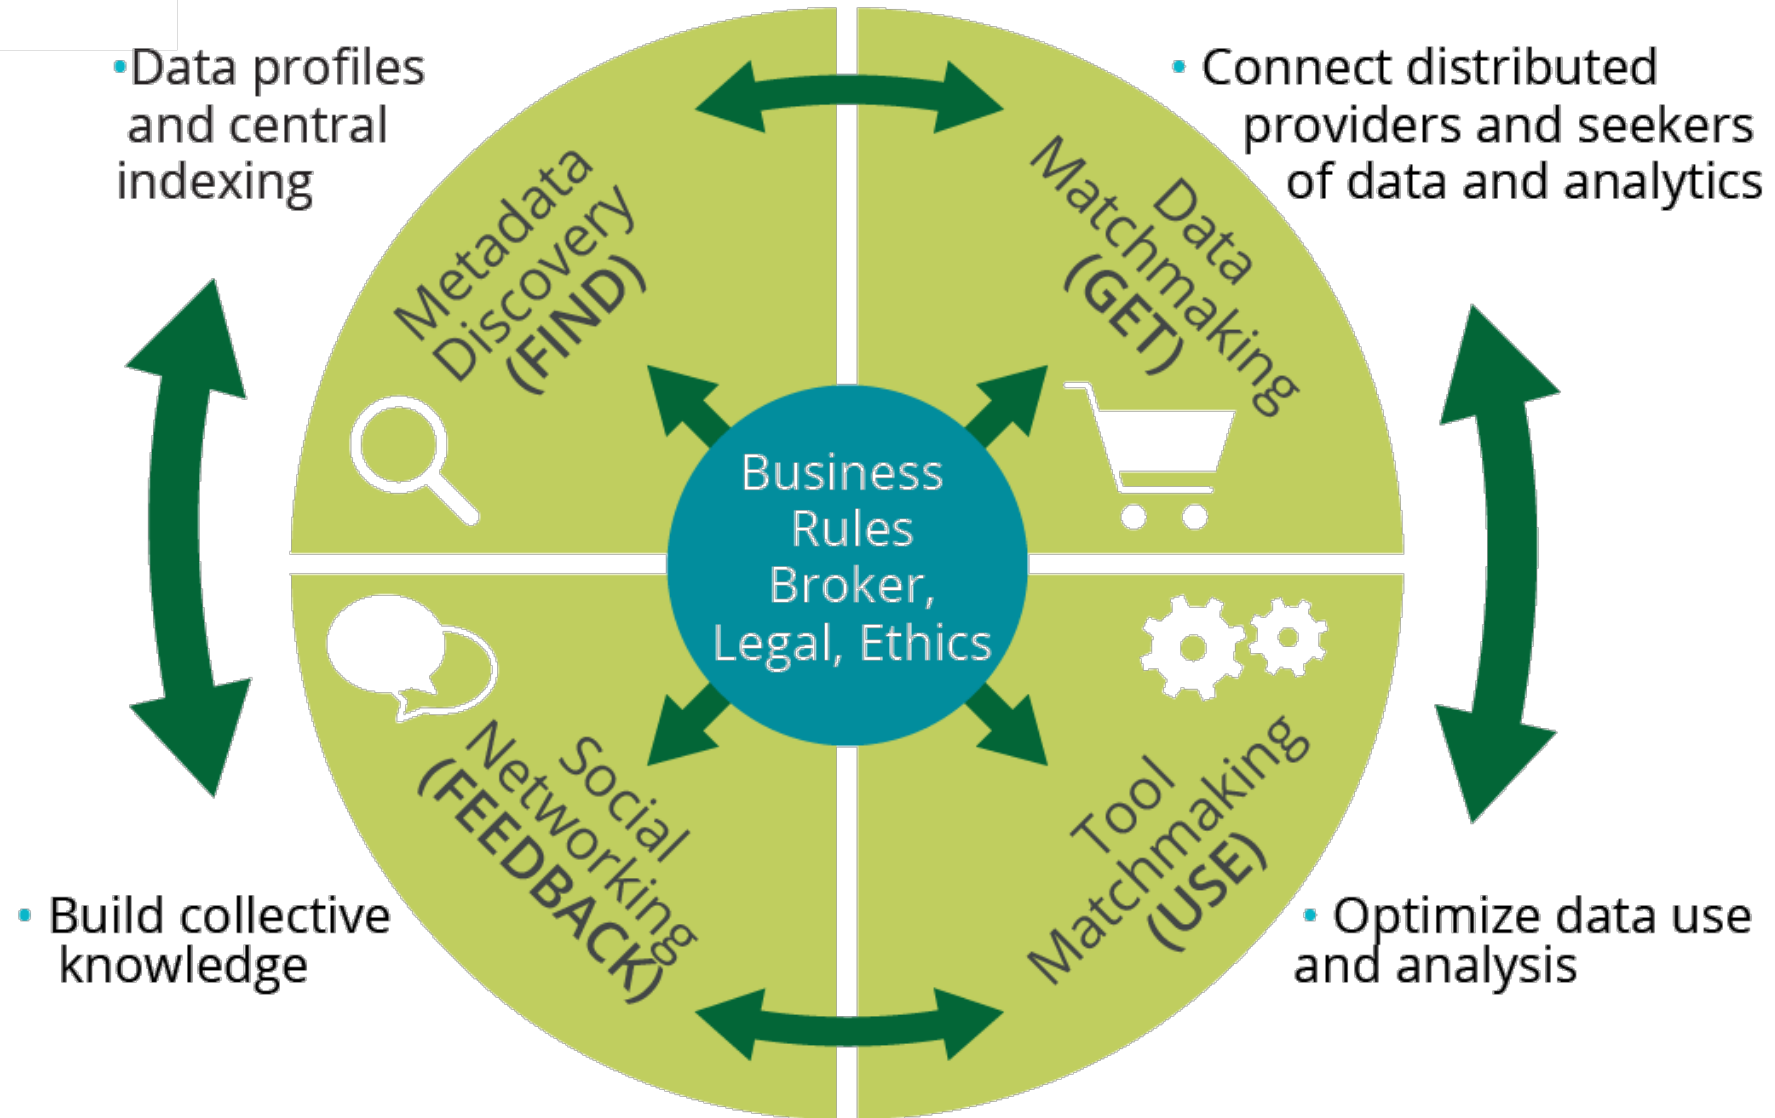 •Data profiles
and central
indexing
• Connect distributed
providers and seekers
of data and analytics
Metadata
Discovery
(FIND)
Data
Matchmaking
(GET)
Business
Rules
Broker,
Legal, Ethics
Social
Networking
(FEEDBACK)
Tool
Matchmaking
(USE)
• Build collective
knowledge
• Optimize data use
and analysis